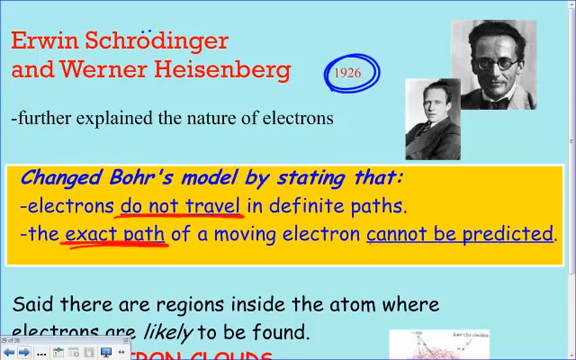 Erwin Schrödinger
and Werner Heisenberg
1926
-further explained the nature of electrons
Changed Bohr's model by stating that:
-electrons do not travel in definite paths.
-the exact path of a moving electron cannot be predicted.
Said there are regions inside the atom where
electrons are likely to be found.
CLOUDS